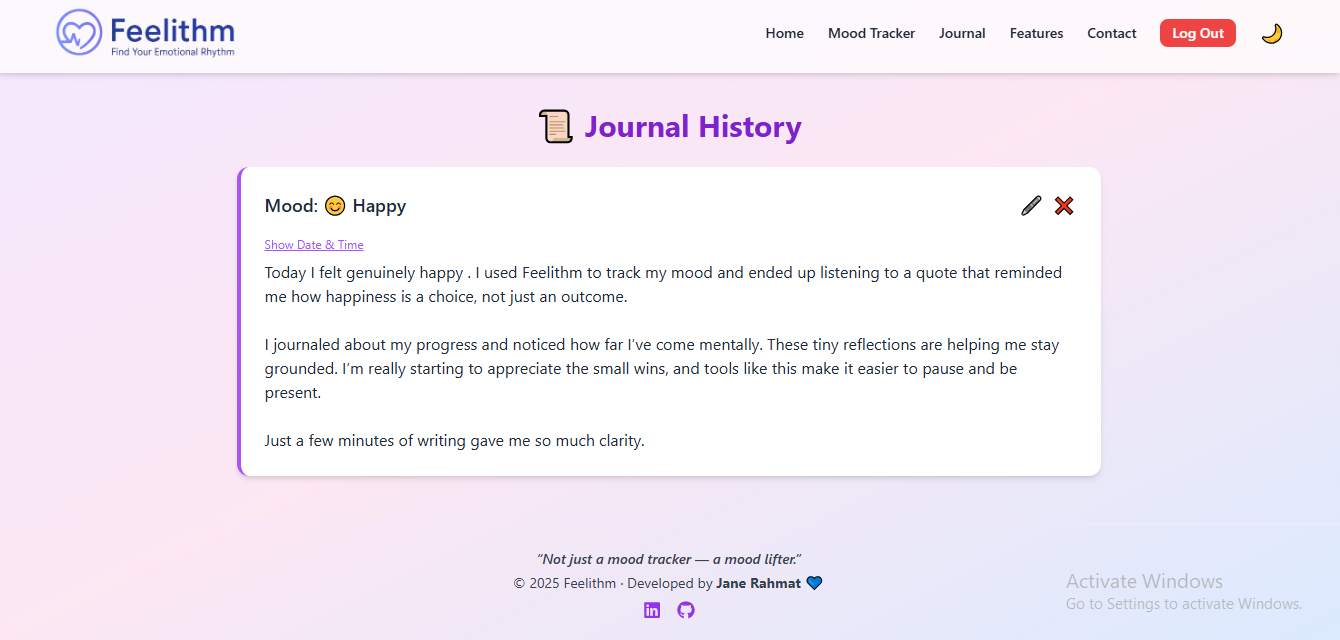 Feelithm
Find Your Emotional Rhythm
Home Mood Tracker Journal Features Contact Log Out
Journal History
Mood: 😊 Happy
Show Date & Time
Today I felt genuinely happy . I used Feelithm to track my mood and ended up listening to a quote that reminded
me how happiness is a choice, not just an outcome.
I journaled about my progress and noticed how far I’ve come mentally. These tiny reflections are helping me stay
grounded. I’m really starting to appreciate the small wins, and tools like this make it easier to pause and be
present.
Just a few minutes of writing gave me so much clarity.
“Not just a mood tracker — a mood lifter.”
© 2025 Feelithm · Developed by Jane Rahmat 💙
in
Activate Windows
Go to Settings to activate Windows.